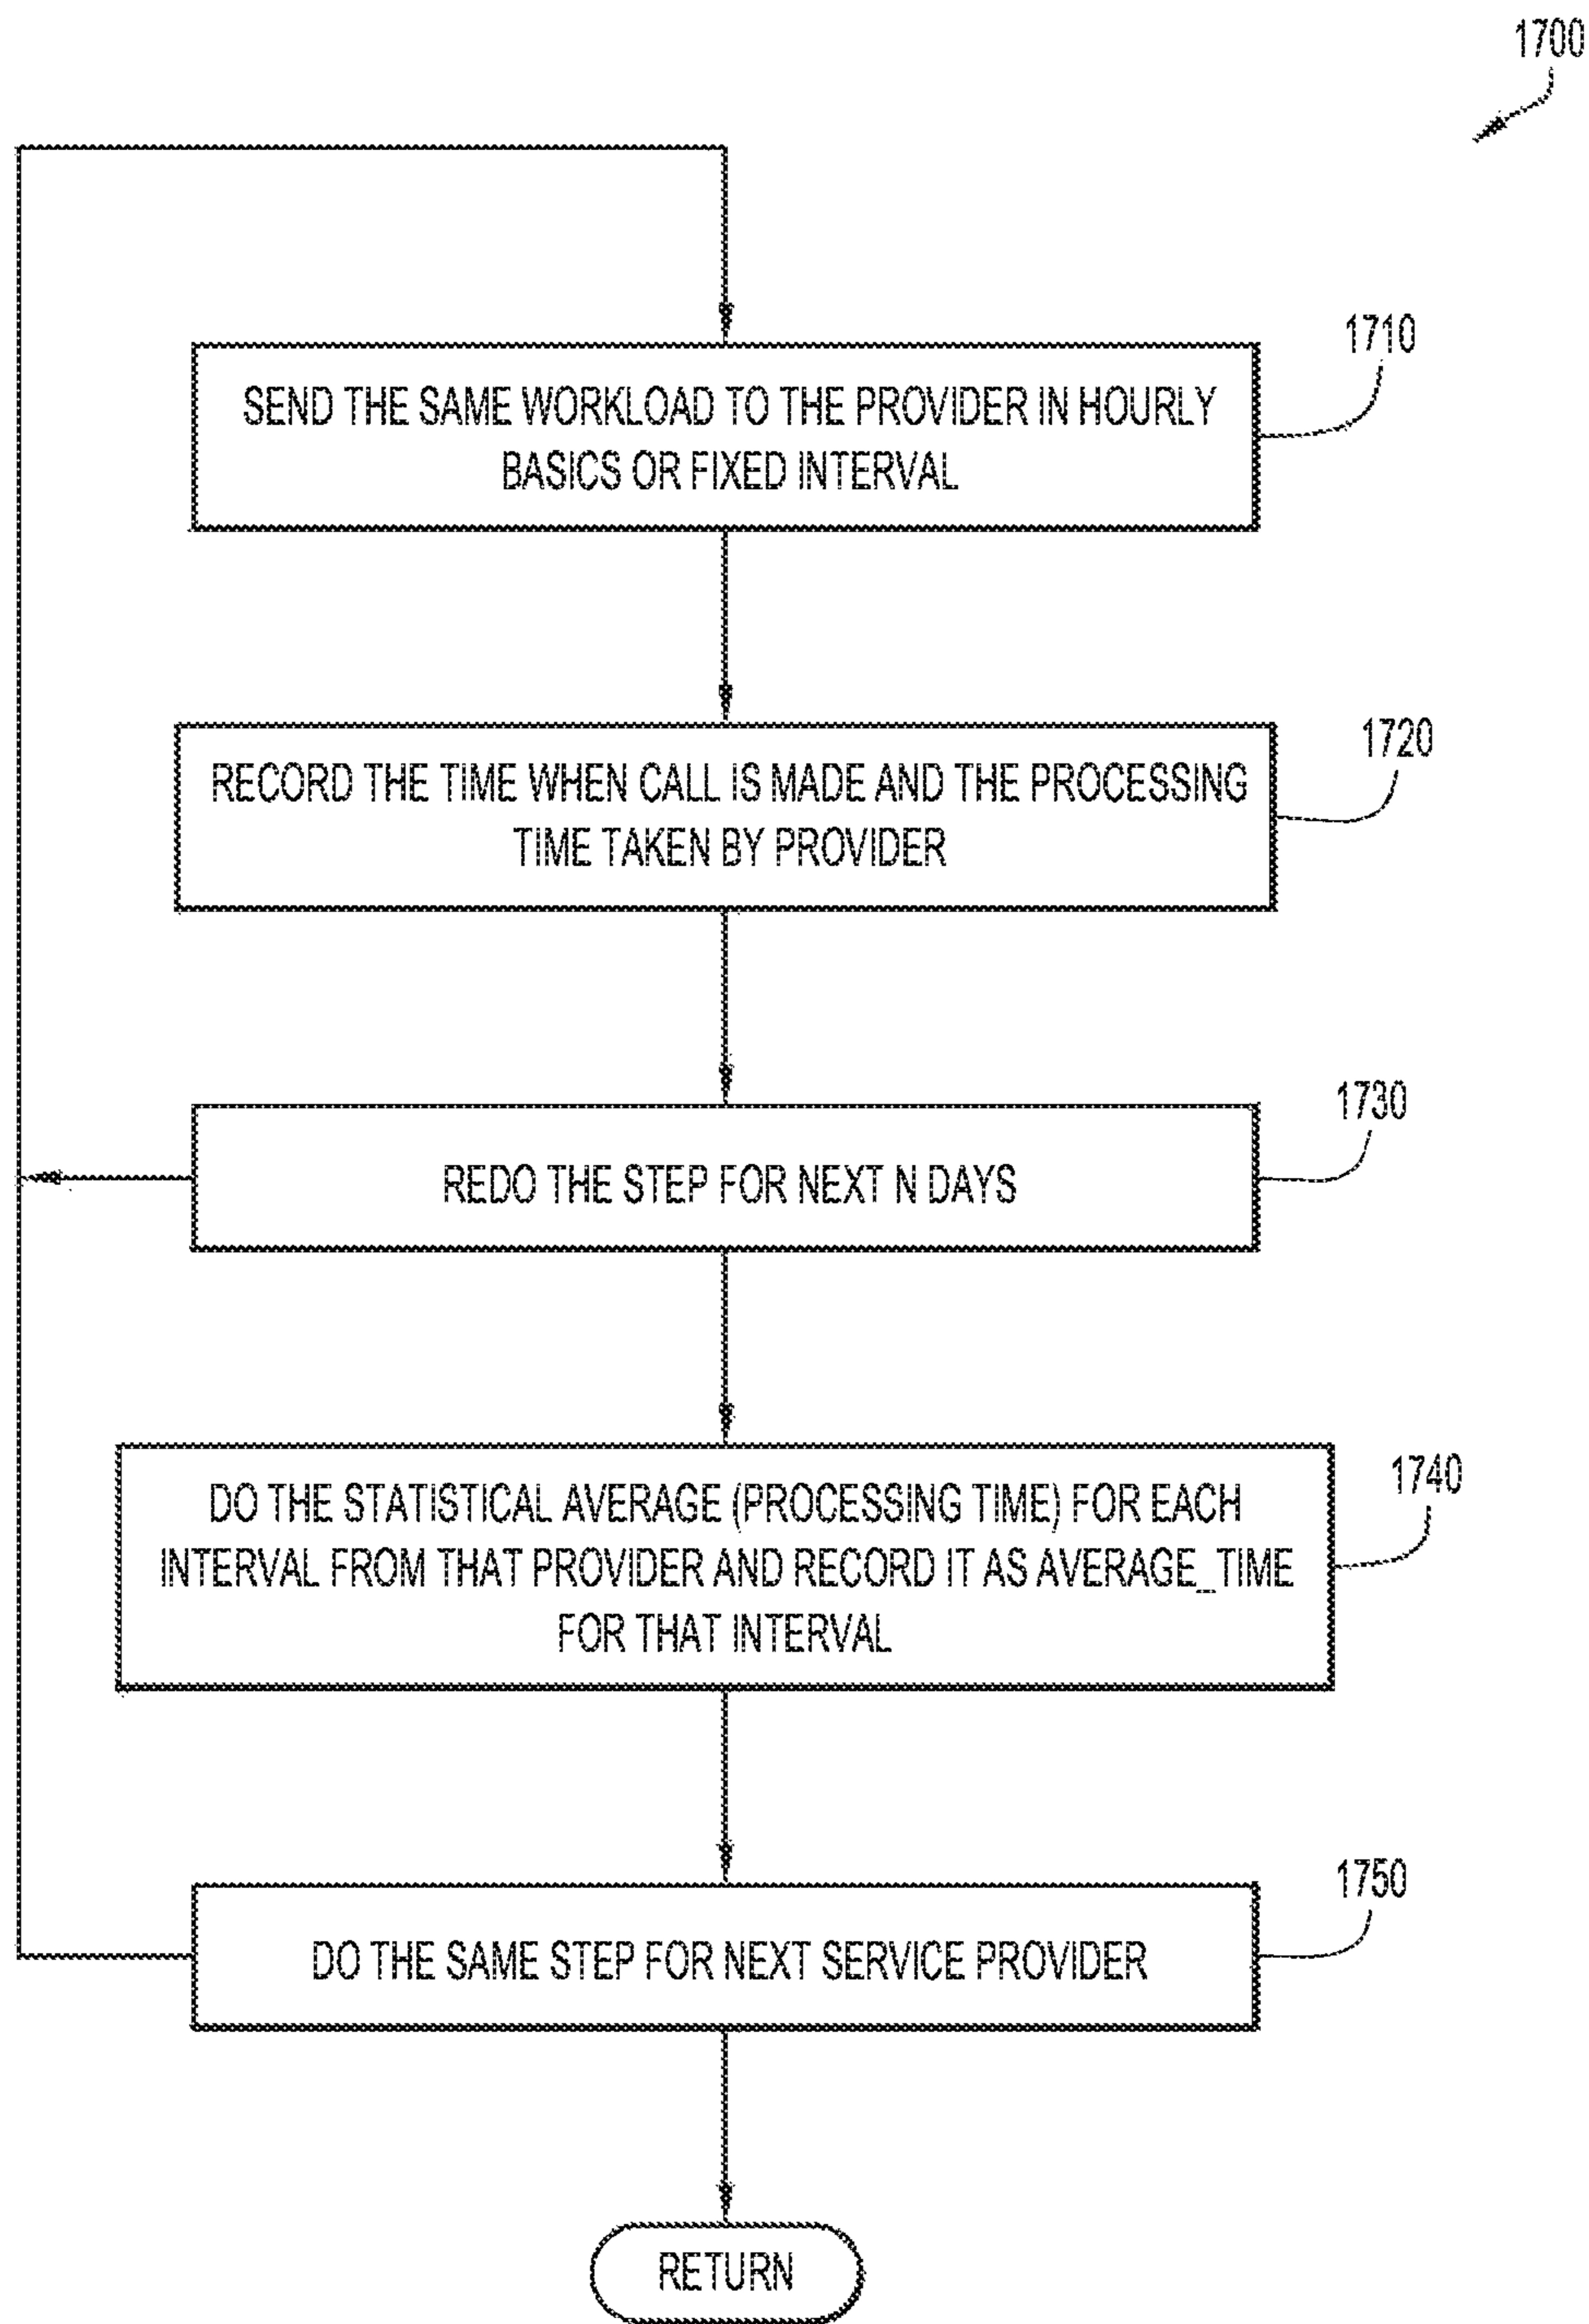 1700
1710
SEND THE SAME WORKLOAD TO THE PROVIDER IN HOURLY
BASICS OR FIXED INTERVAL
1720
RECORD THE TIME WHEN CALL IS MADE AND THE PROCESSING
TIME TAKEN BY PROVIDER
1730
REDO THE STEP FOR NEXT N DAYS
1740
DO THE STATISTICAL AVERAGE (PROCESSING TIME) FOR EACH
INTERVAL FROM THAT PROVIDER AND RECORD IT AS AVERAGE_TIME
FOR THAT INTERVAL
1750
DO THE SAME STEP FOR NEXT SERVICE PROVIDER
RETURN